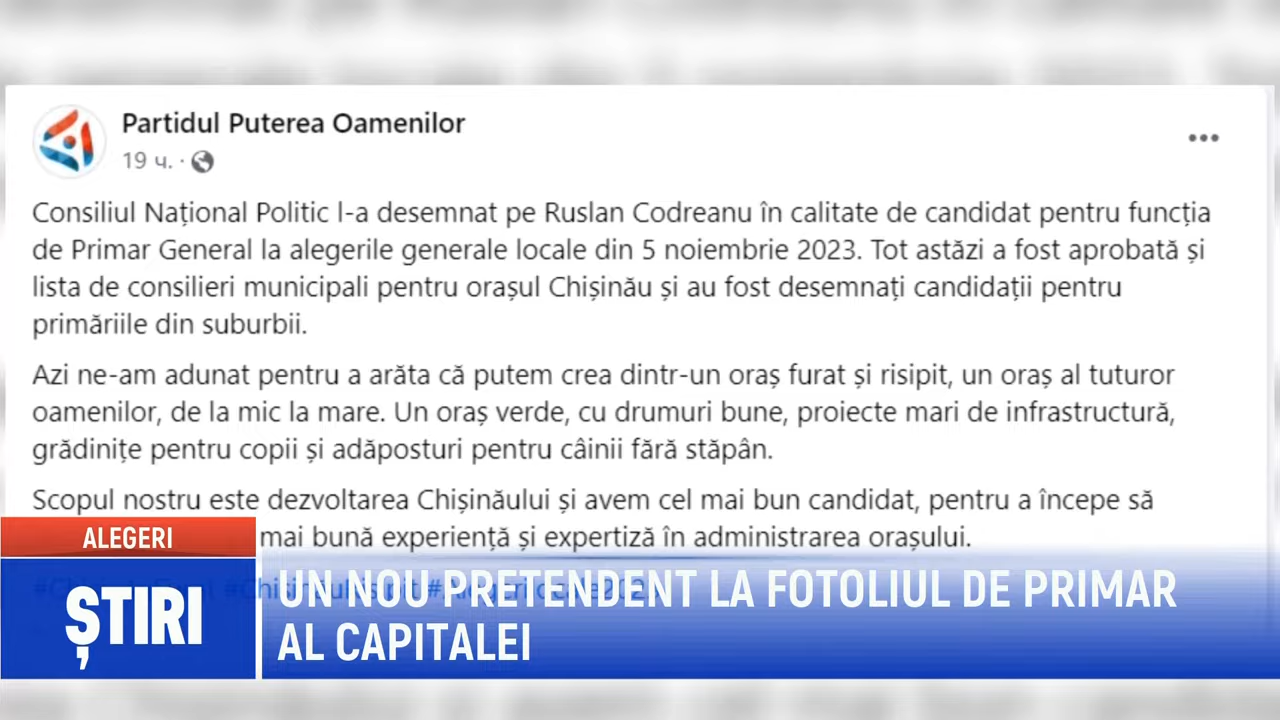 Partidul Puterea Oamenilor
19 ч.
Consiliul Național Politic l-a desemnat pe Ruslan Codreanu în calitate de candidat pentru funcția
de Primar General la alegerile generale locale din 5 noiembrie 2023. Tot astăzi a fost aprobată și
lista de consilieri municipali pentru orașul Chișinău și au fost desemnați candidații pentru
primăriile din suburbii.
Azi ne-am adunat pentru a arăta că putem crea dintr-un oraș furat și risipit, un oraș al tuturor
oamenilor, de la mic la mare. Un oraș verde, cu drumuri bune, proiecte mari de infrastructură,
grădinițe pentru copii și adăposturi pentru câinii fără stăpân.
Scopul nostru este dezvoltarea Chișinăului și avem cel mai bun candidat, pentru a începe să
mai bună experiență și expertiză în administrarea orașului.
ALEGERI
ȘTIRI
UN NOU PRETENDENT LA FOTOLIUL DE PRIMAR
AL CAPITALEI